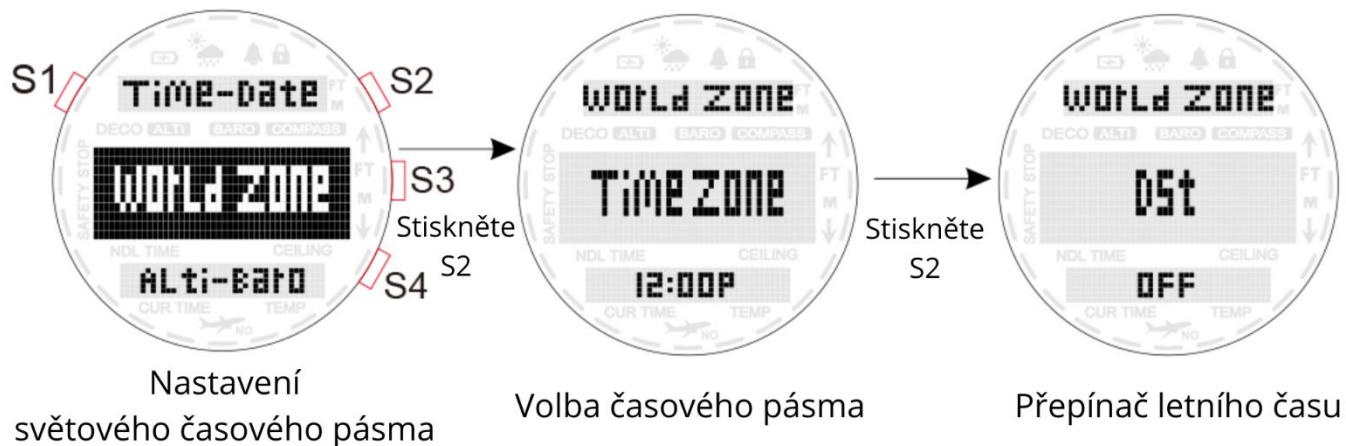 S1
S2
S3
S4
Time-Date
FT
M
DECO ALTI BARO COMPASS
SAFETY STOP
World Zone
FT
M
NDL TIME CEILING
Alti-Baro
CUR TIME TEMP
NO
Stiskněte
S2
World Zone
FT
M
DECO ALTI BARO COMPASS
SAFETY STOP
Time Zone
FT
M
NDL TIME CEILING
12:00P
CUR TIME TEMP
NO
Stiskněte
S2
World Zone
FT
M
DECO ALTI BARO COMPASS
SAFETY STOP
DSt
FT
M
NDL TIME CEILING
OFF
CUR TIME TEMP
NO
Nastavení
světového časového pásma
Volba časového pásma
Přepínač letního času